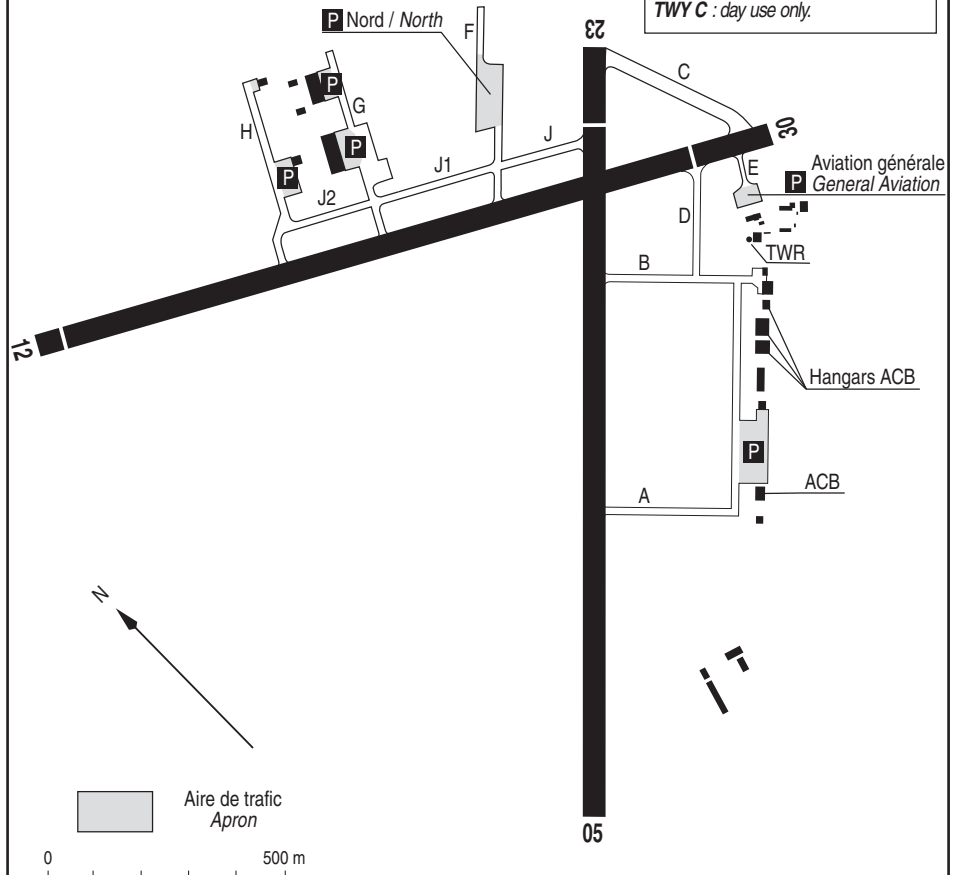 TWY C : day use only.
P Nord / North
F
23
C
P
G
H
30
J
P
J1
E
Aviation générale
P General Aviation
P
J2
D
TWR
B
12
Hangars ACB
P
ACB
A
N
Aire de trafic
Apron
05
0 500 m